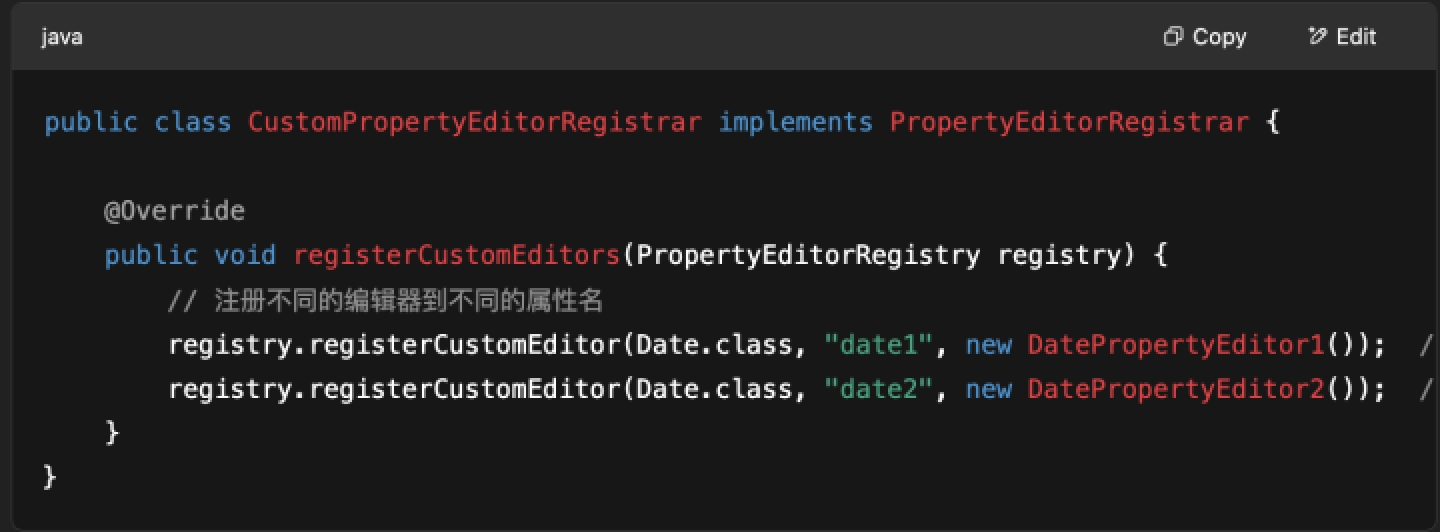 java
Copy
Edit
public class CustomPropertyEditorRegistrar implements PropertyEditorRegistrar {
@Override
public void registerCustomEditors(PropertyEditorRegistry registry) {
// 注册不同的编辑器到不同的属性名
registry.registerCustomEditor(Date.class, "date1", new DatePropertyEditor1()); /
registry.registerCustomEditor(Date.class, "date2", new DatePropertyEditor2()); /
}
}